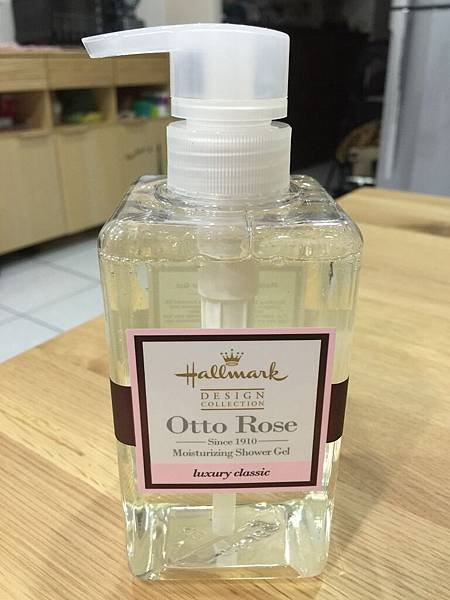 Hallmark
DESIGN
COLLECTION
Otto Rose
Since 1910
Moisturizing Shower Gel
luxury classic